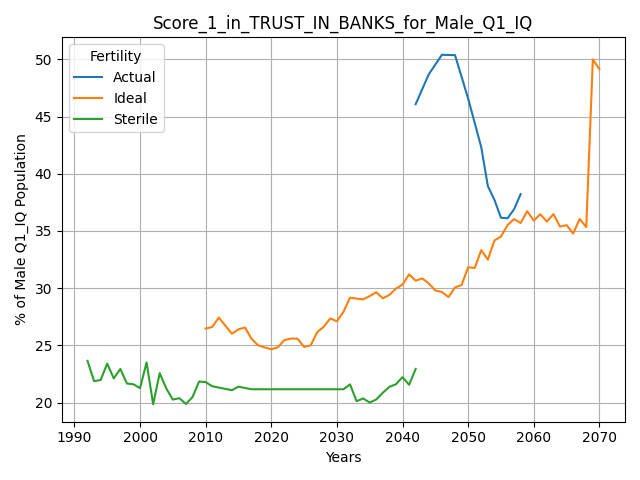 Score_1_in_TRUST_IN_BANKS_for_Male_Q1_IQ
Fertility
Actual
Ideal
Sterile
% of Male Q1_IQ Population
50
45
40
35
30
25
20
1990
2000
2010
2020
2030
2040
2050
2060
2070
Years